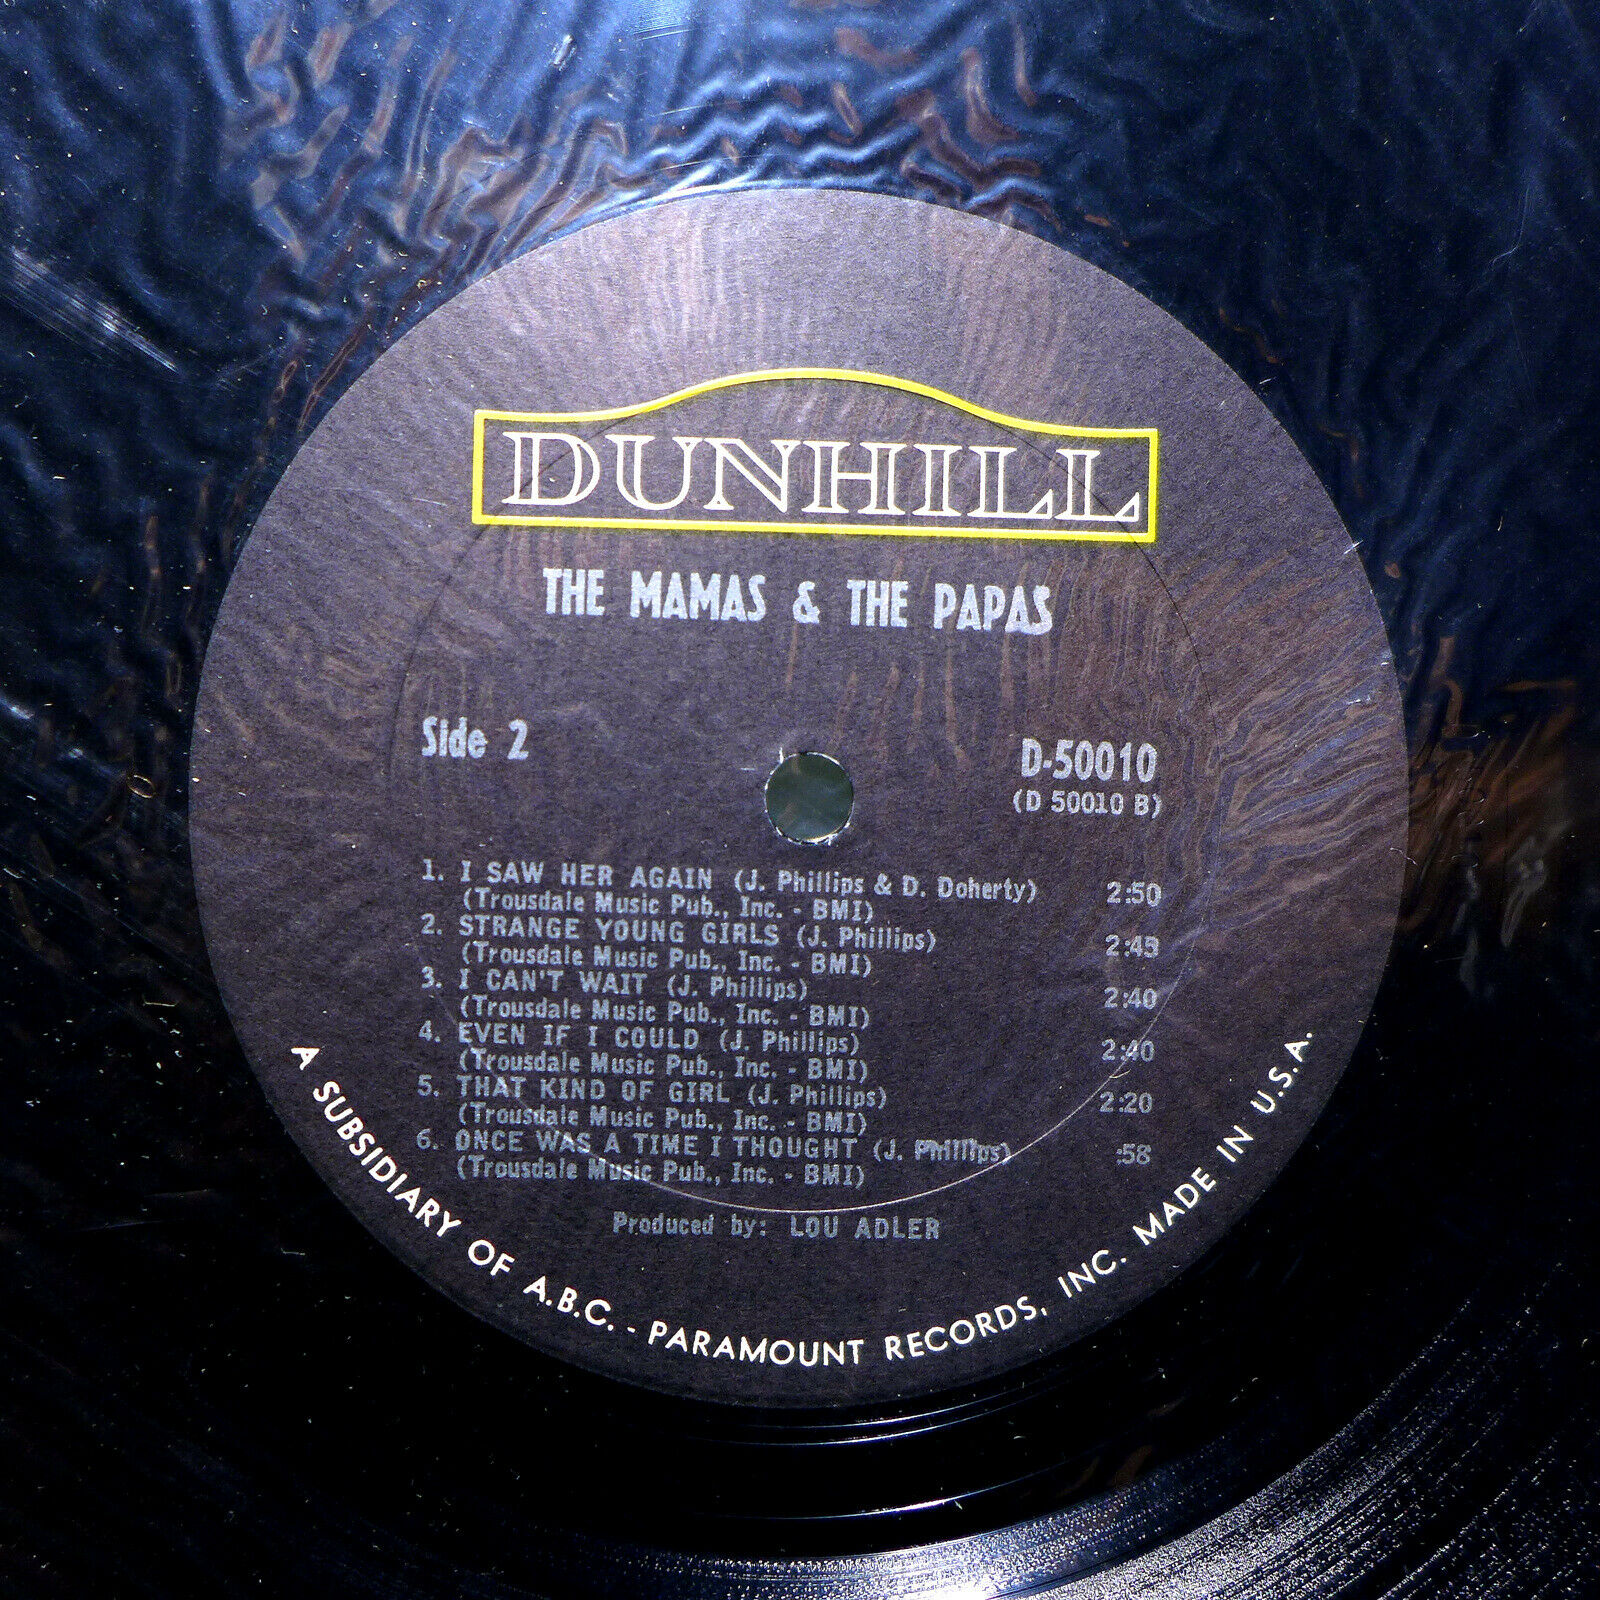 DUNHILL
THE MAMAS & THE PAPAS
Side 2
D-50010
(D 50010 B)
1. I SAW HER AGAIN (J. Phillips & D. Doherty) 2:50
(Trousdale Music Pub., Inc. - BMI)
2. STRANGE YOUNG GIRLS (J. Phillips) 2:45
(Trousdale Music Pub., Inc. - BMI)
3. I CAN'T WAIT (J. Phillips) 2:40
(Trousdale Music Pub., Inc. - BMI)
4. EVEN IF I COULD (J. Phillips) 2:40
(Trousdale Music Pub., Inc. - BMI)
5. THAT KIND OF GIRL (J. Phillips) 2:20
(Trousdale Music Pub., Inc. - BMI)
6. ONCE WAS A TIME I THOUGHT (J. Phillips) :58
(Trousdale Music Pub., Inc. - BMI)
Produced by: LOU ADLER
A SUBSIDIARY OF A.B.C. - PARAMOUNT RECORDS, INC. MADE IN U.S.A.